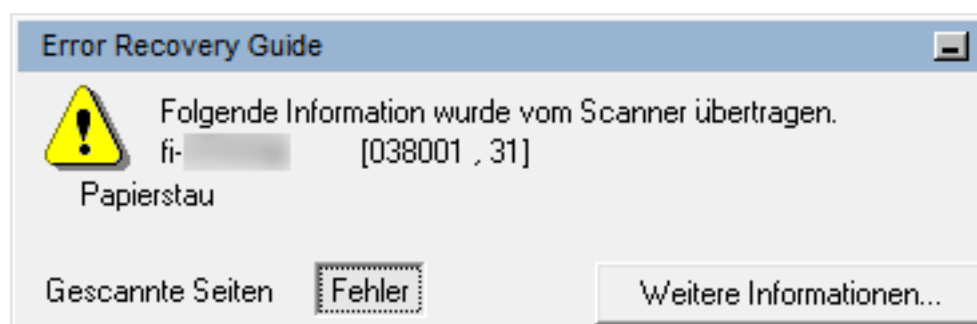 Error Recovery Guide
Folgende Information wurde vom Scanner übertragen.
fi- [038001 , 31]
Papierstau
Gescannte Seiten Fehler Weitere Informationen...